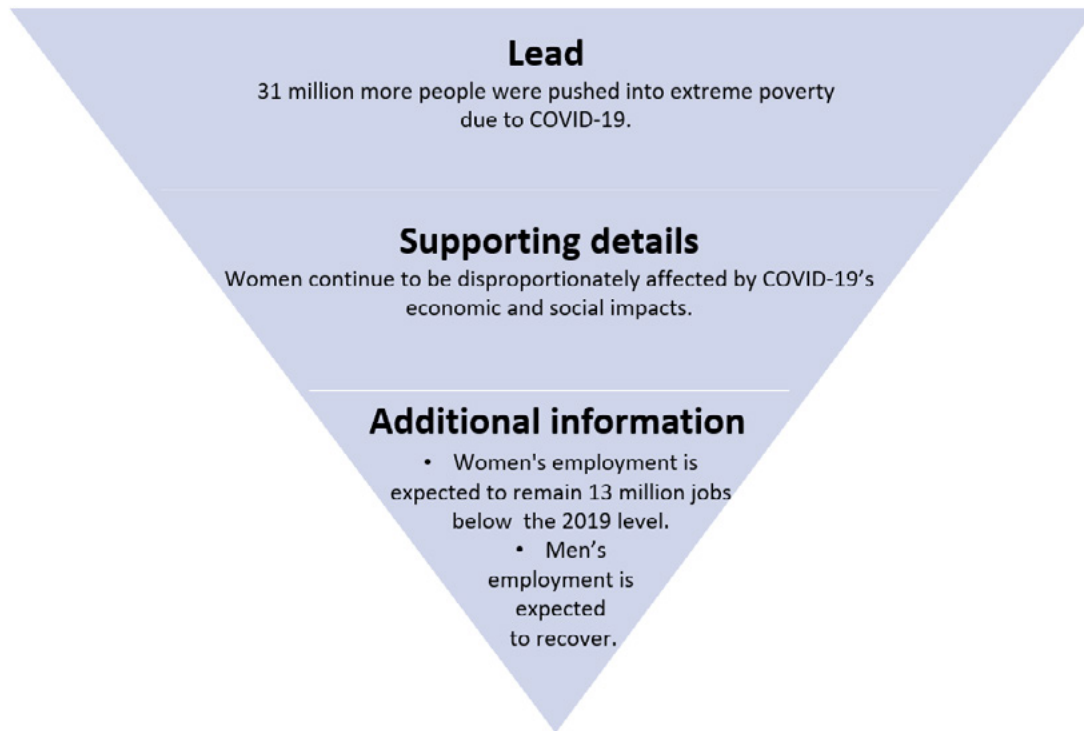 Lead
31 million more people were pushed into extreme poverty
due to COVID-19.
Supporting details
Women continue to be disproportionately affected by COVID-19’s
economic and social impacts.
Additional information
• Women's employment is
expected to remain 13 million jobs
below the 2019 level.
• Men’s
employment is
expected
to recover.